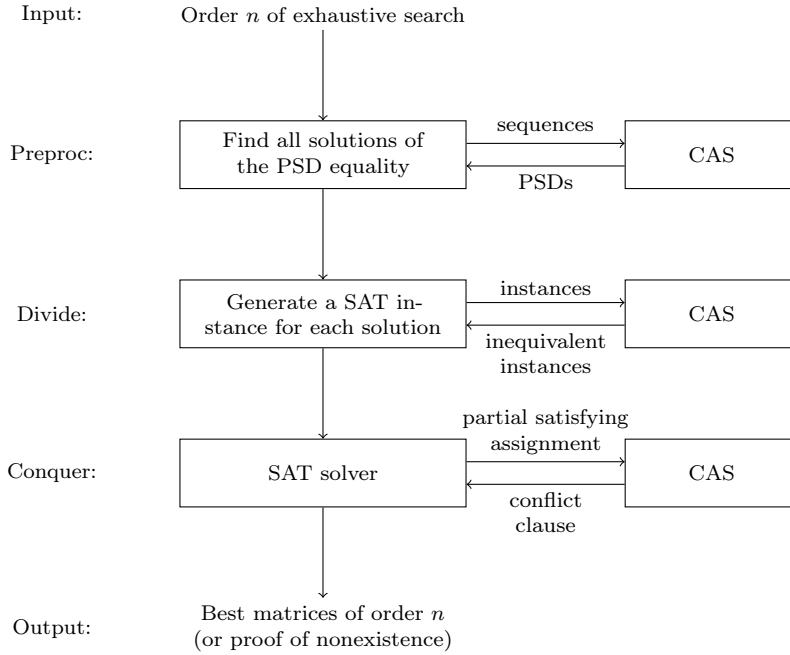 Input:
Order n of exhaustive search
Preproc:
Find all solutions of
the PSD equality
sequences
PSDs
CAS
Divide:
Generate a SAT in-
stance for each solution
instances
inequivalent
instances
CAS
Conquer:
SAT solver
partial satisfying
assignment
conflict
clause
CAS
Output:
Best matrices of order n
(or proof of nonexistence)